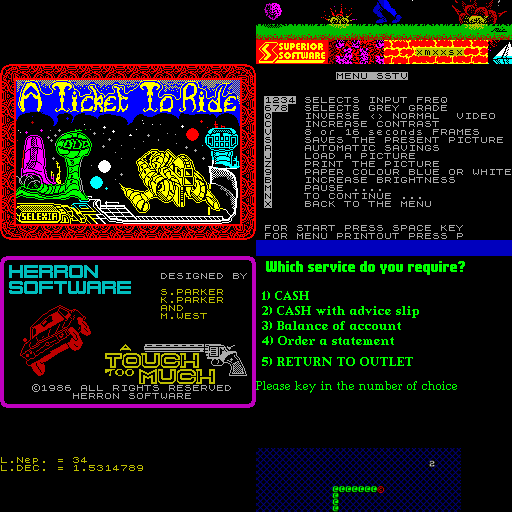 SUPERIOR
SOFTWARE
xmxxsx
A Ticket To Ride
SELEXIA
MENU SSTV
1234 SELECTS INPUT FREQ
678 SELECTS GREY GRADE
INVERSE <> NORMAL VIDEO
INCREASE CONTRAST
8 or 16 seconds FRAMES
SAVES THE PRESENT PICTURE
AUTOMATIC SAVINGS
LOAD A PICTURE
PRINT THE PICTURE
PAPER COLOUR BLUE OR WHITE
INCREASE BRIGHTNESS
M PAUSE ....
N TO CONTINUE ...
X BACK TO THE MENU
FOR START PRESS SPACE KEY
FOR MENU PRINTOUT PRESS P
HERRON
SOFTWARE
DESIGNED BY
S.PARKER
K.PARKER
AND
M.WEST
A
TOUCH
TOO MUCH
©1986 ALL RIGHTS RESERVED
HERRON SOFTWARE
Which service do you require?
1) CASH
2) CASH with advice slip
3) Balance of account
4) Order a statement
5) RETURN TO OUTLET
Please key in the number of choice
L.Nep. = 34
L.DEC. = 1.5314789
2